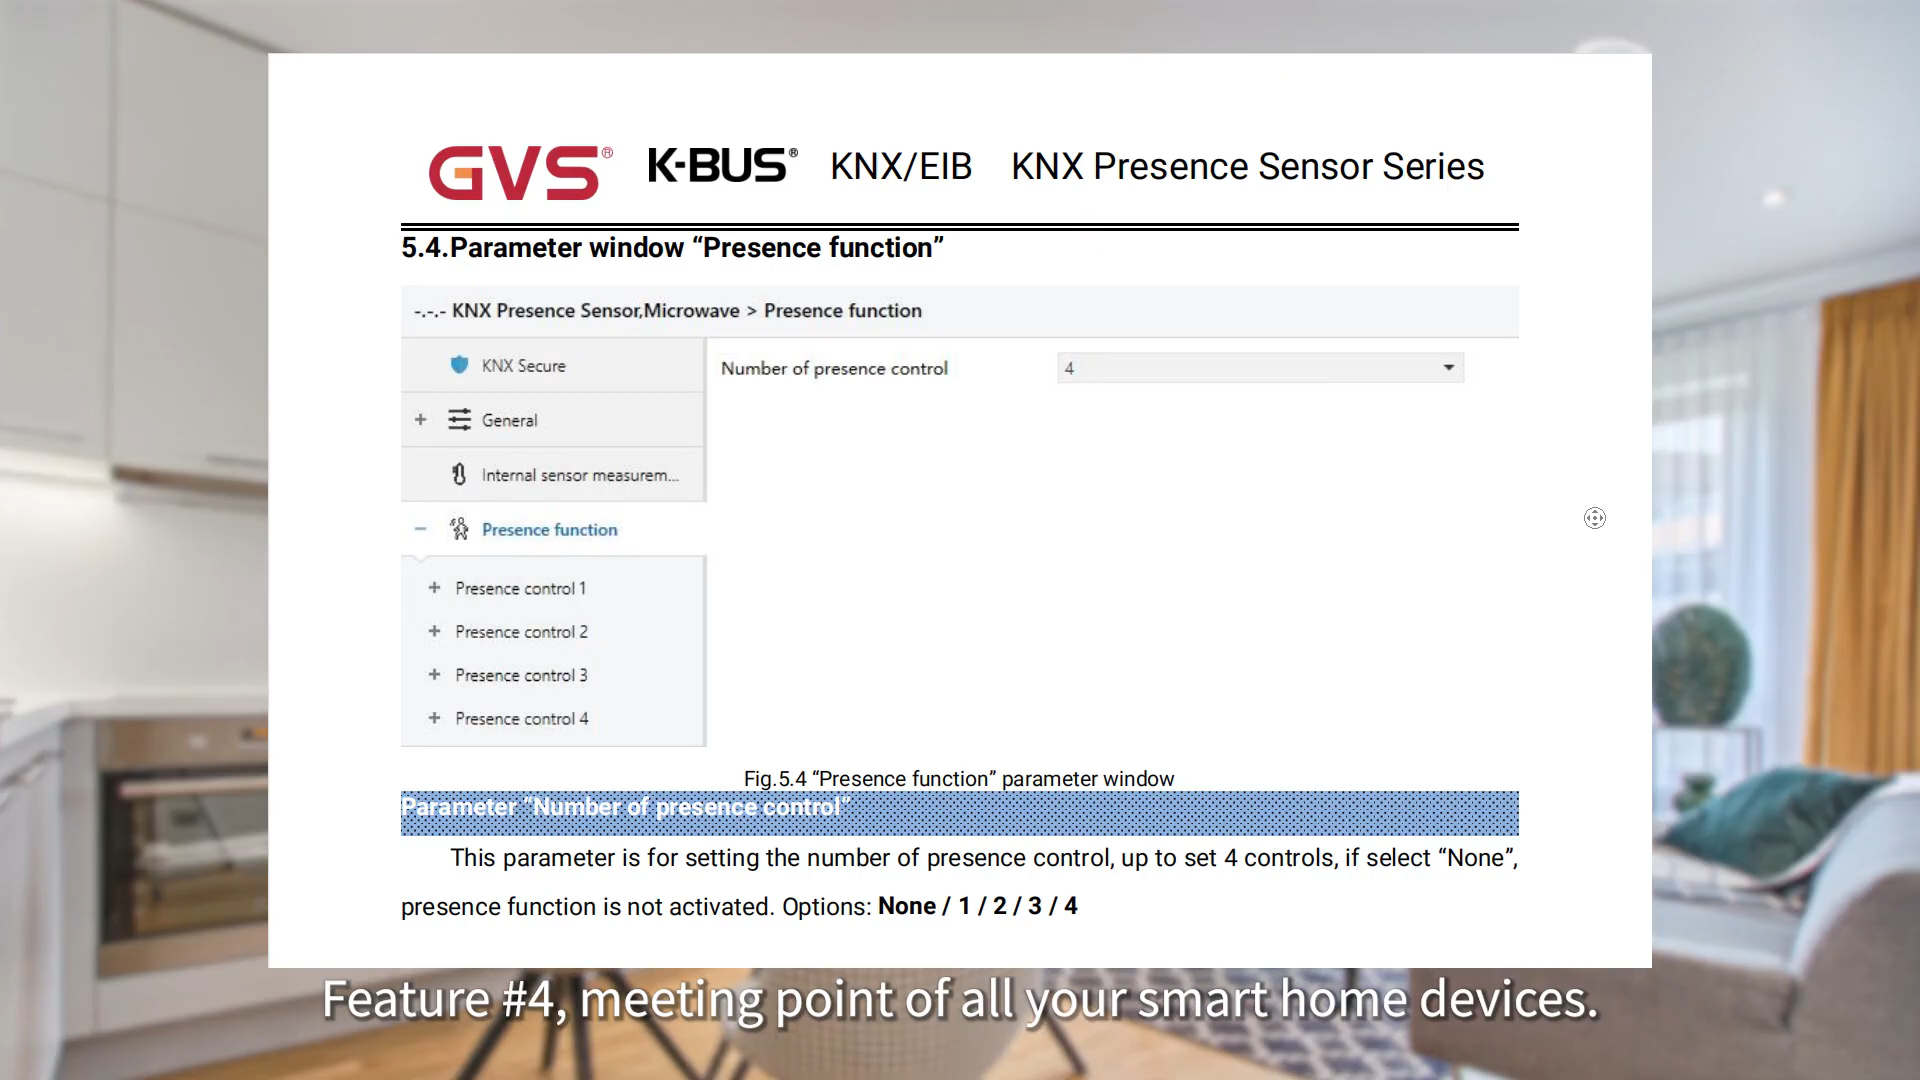 GVS® K-BUS® KNX/EIB KNX Presence Sensor Series
5.4.Parameter window “Presence function”
-.-.- KNX Presence Sensor,Microwave > Presence function
KNX Secure
Number of presence control 4
+ General
Internal sensor measurem...
− Presence function
+ Presence control 1
+ Presence control 2
+ Presence control 3
+ Presence control 4
Fig.5.4 “Presence function” parameter window
Parameter “Number of presence control”
This parameter is for setting the number of presence control, up to set 4 controls, if select “None”,
presence function is not activated. Options: None / 1 / 2 / 3 / 4
Feature #4, meeting point of all your smart home devices.